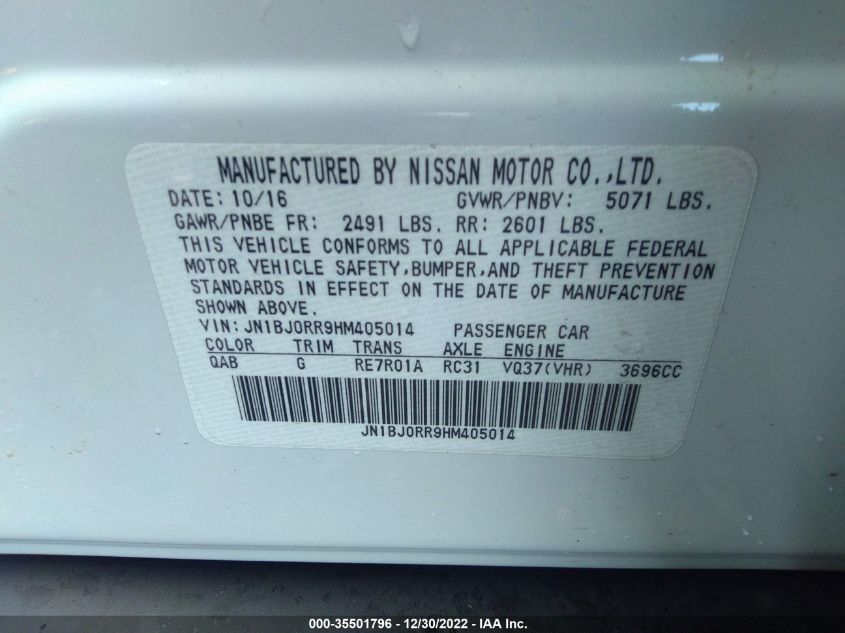 MANUFACTURED BY NISSAN MOTOR CO.,LTD.
DATE: 10/16 GVWR/PNBV: 5071 LBS.
GAWR/PNBE FR: 2491 LBS. RR: 2601 LBS.
THIS VEHICLE CONFORMS TO ALL APPLICABLE FEDERAL
MOTOR VEHICLE SAFETY,BUMPER,AND THEFT PREVENTION
STANDARDS IN EFFECT ON THE DATE OF MANUFACTURE
SHOWN ABOVE.
VIN: JN1BJ0RR9HM405014 PASSENGER CAR
COLOR TRIM TRANS AXLE ENGINE
QAB G RE7R01A RC31 VQ37(VHR) 3696CC
JN1BJ0RR9HM405014
000-35501796 - 12/30/2022 - IAA Inc.